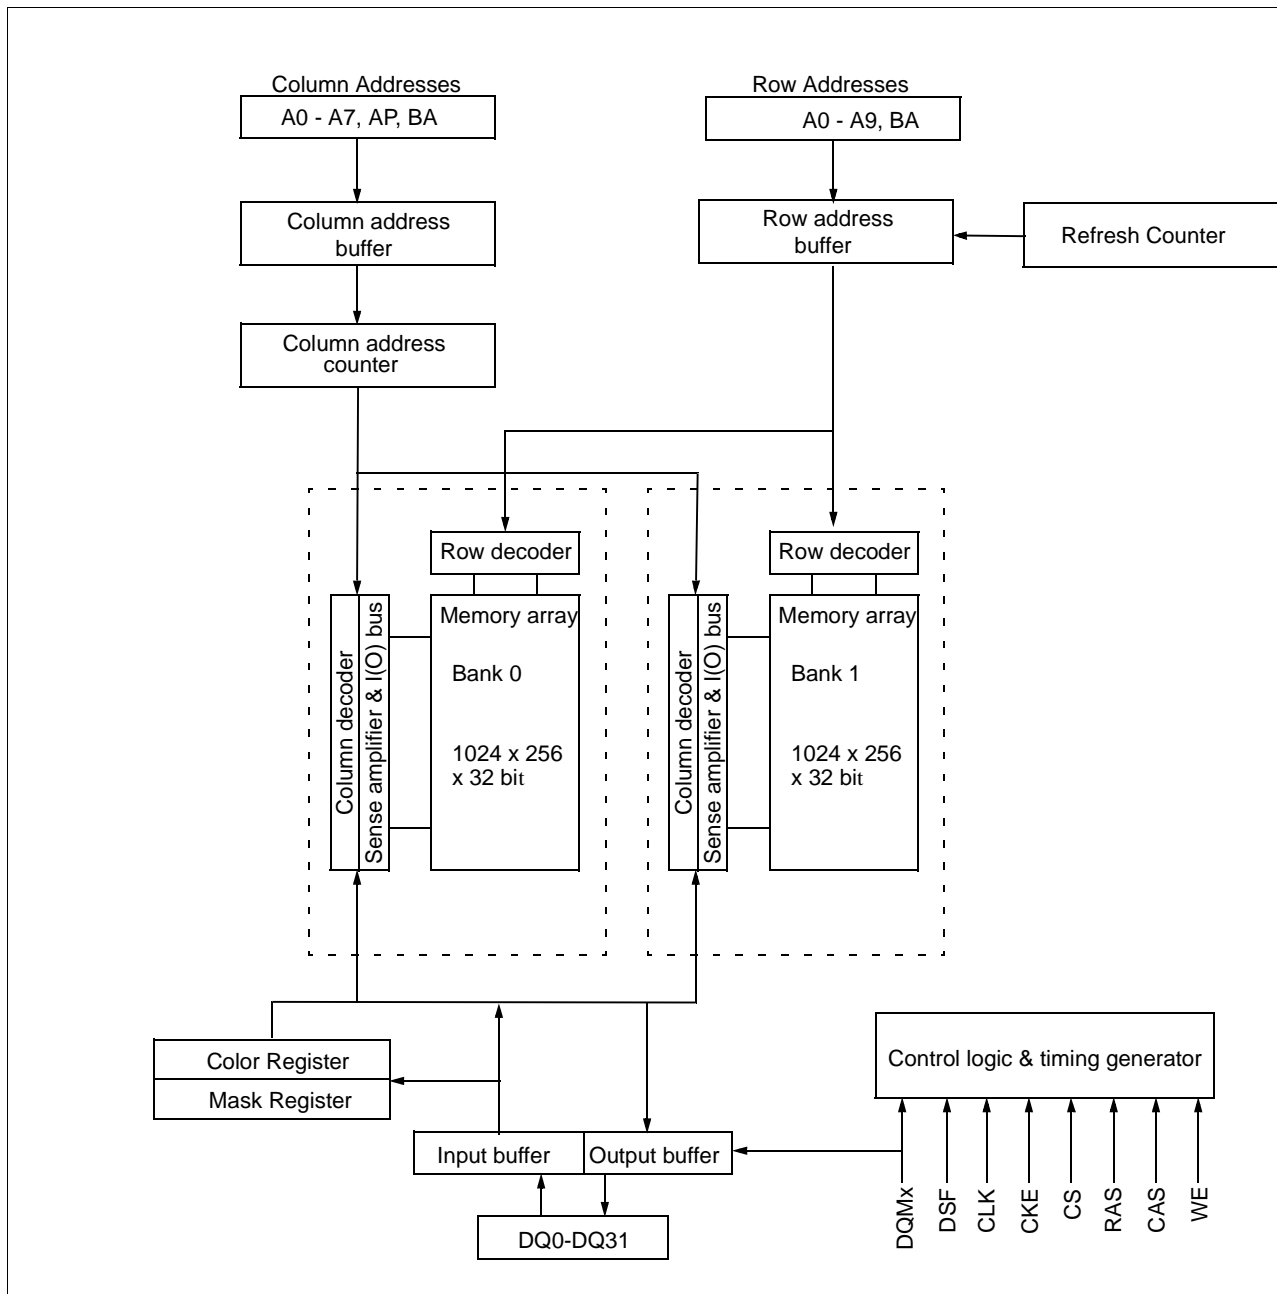 Column Addresses
A0 - A7, AP, BA
Row Addresses
A0 - A9, BA
Column address
buffer
Row address
buffer
Refresh Counter
Column address
counter
Row decoder
Row decoder
Column decoder
Sense amplifier & I(O) bus
Memory array
Bank 0
1024 x 256
x 32 bit
Column decoder
Sense amplifier & I(O) bus
Memory array
Bank 1
1024 x 256
x 32 bit
Color Register
Mask Register
Control logic & timing generator
Input buffer
Output buffer
DQ0-DQ31
DQMx
DSF
CLK
CKE
CS
RAS
CAS
WE